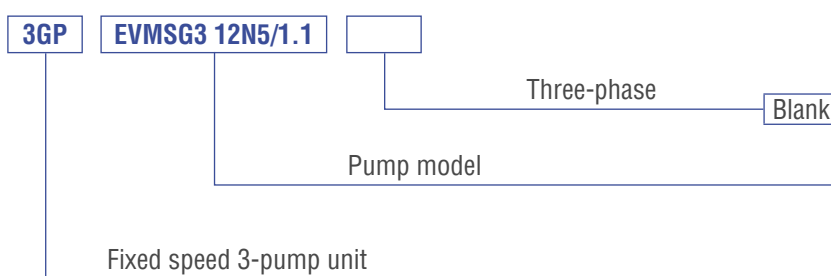 3GP EVMSG3 12N5/1.1
Three-phase Blank
Pump model
Fixed speed 3-pump unit